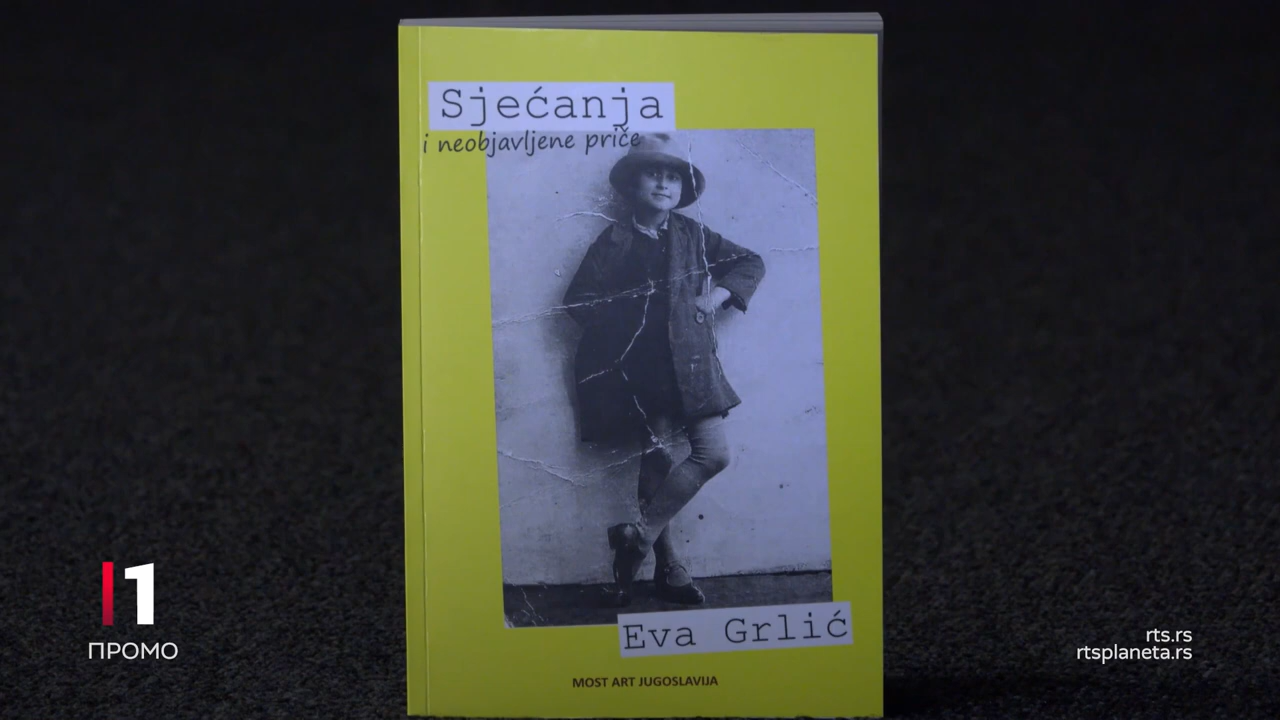 Sjećanja
i neobjavljene priče
Eva Grlić
MOST ART JUGOSLAVIJA
1
ПРОМО
rts.rs
rtsplaneta.rs